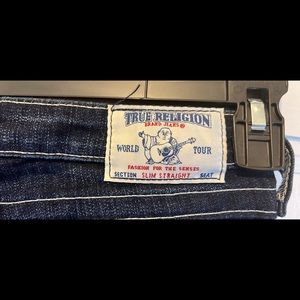 TRUE RELIGION
BRAND JEANS®
WORLD TOUR
FASHION FOR THE SENSES
SECTION SLIM STRAIGHT SEAT